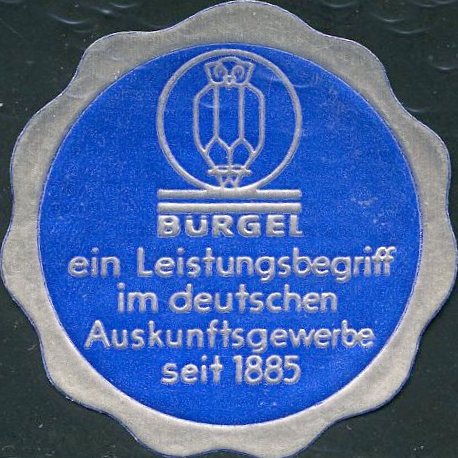 BÜRGEL
ein Leistungsbegriff
im deutschen
Auskunftsgewerbe
seit 1885